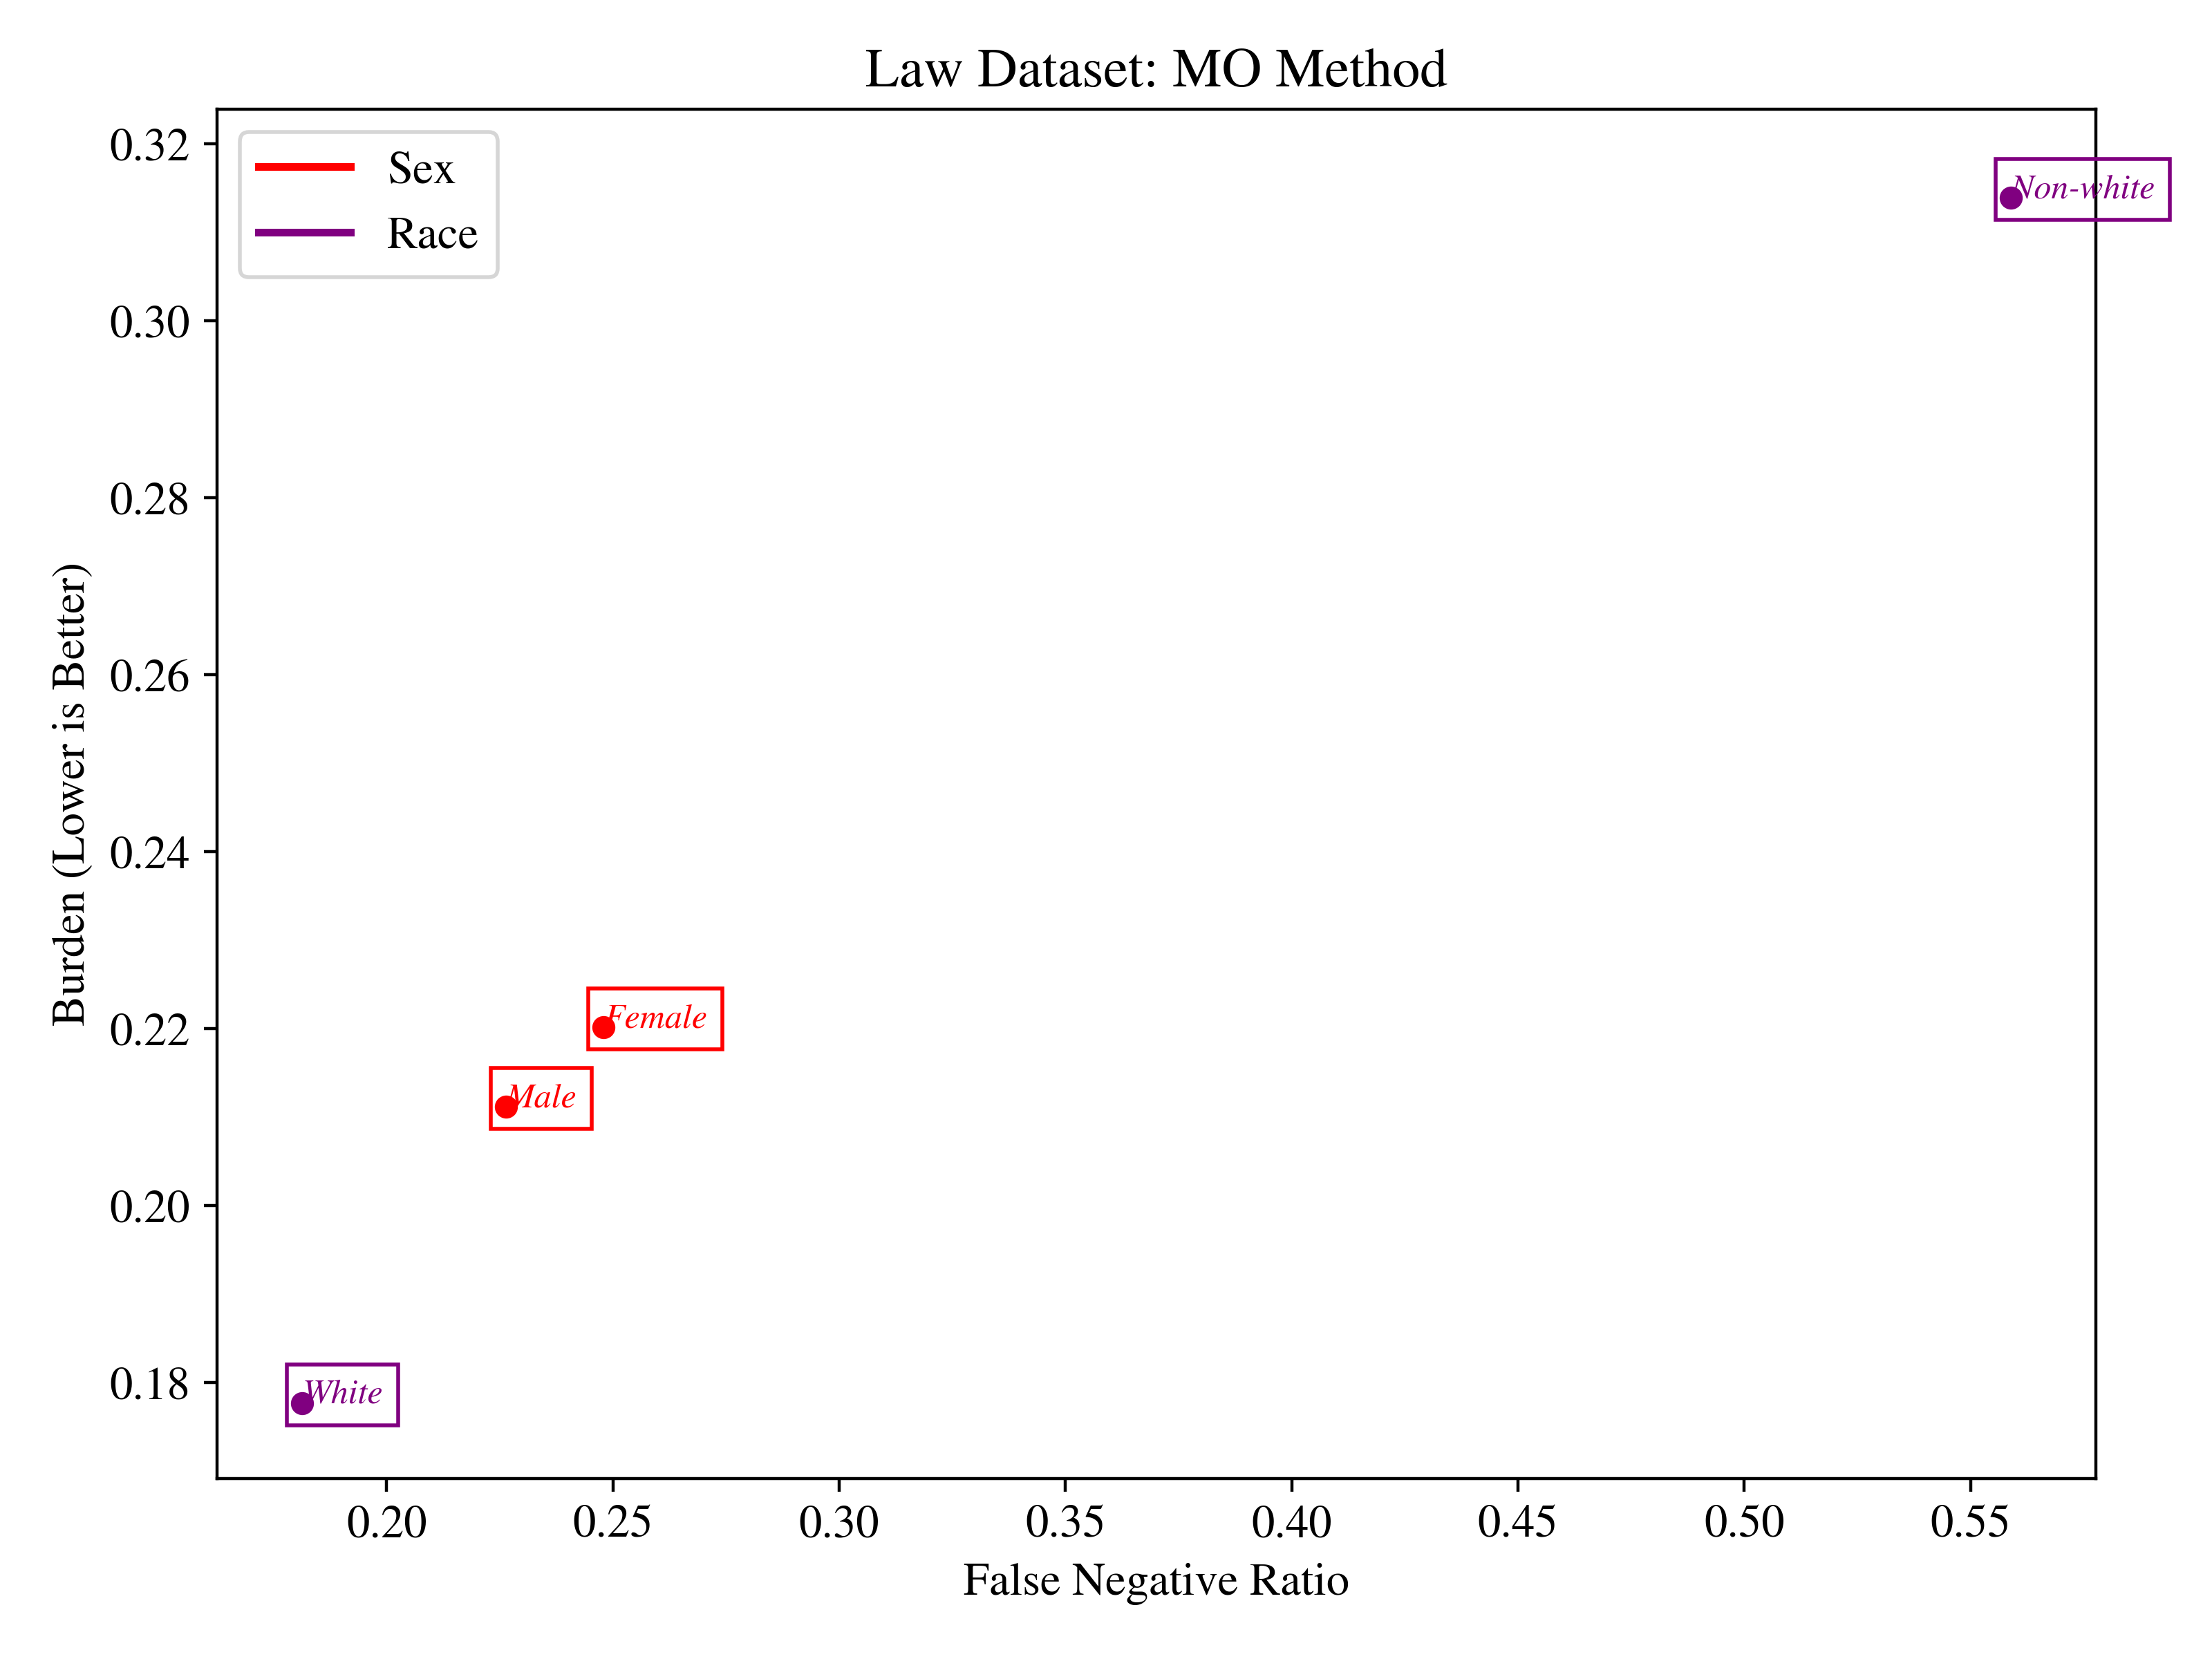 Law Dataset: MO Method
Sex
Race
Burden (Lower is Better)
0.32
0.30
0.28
0.26
0.24
0.22
0.20
0.18
Non-white
Female
Male
White
0.20 0.25 0.30 0.35 0.40 0.45 0.50 0.55
False Negative Ratio